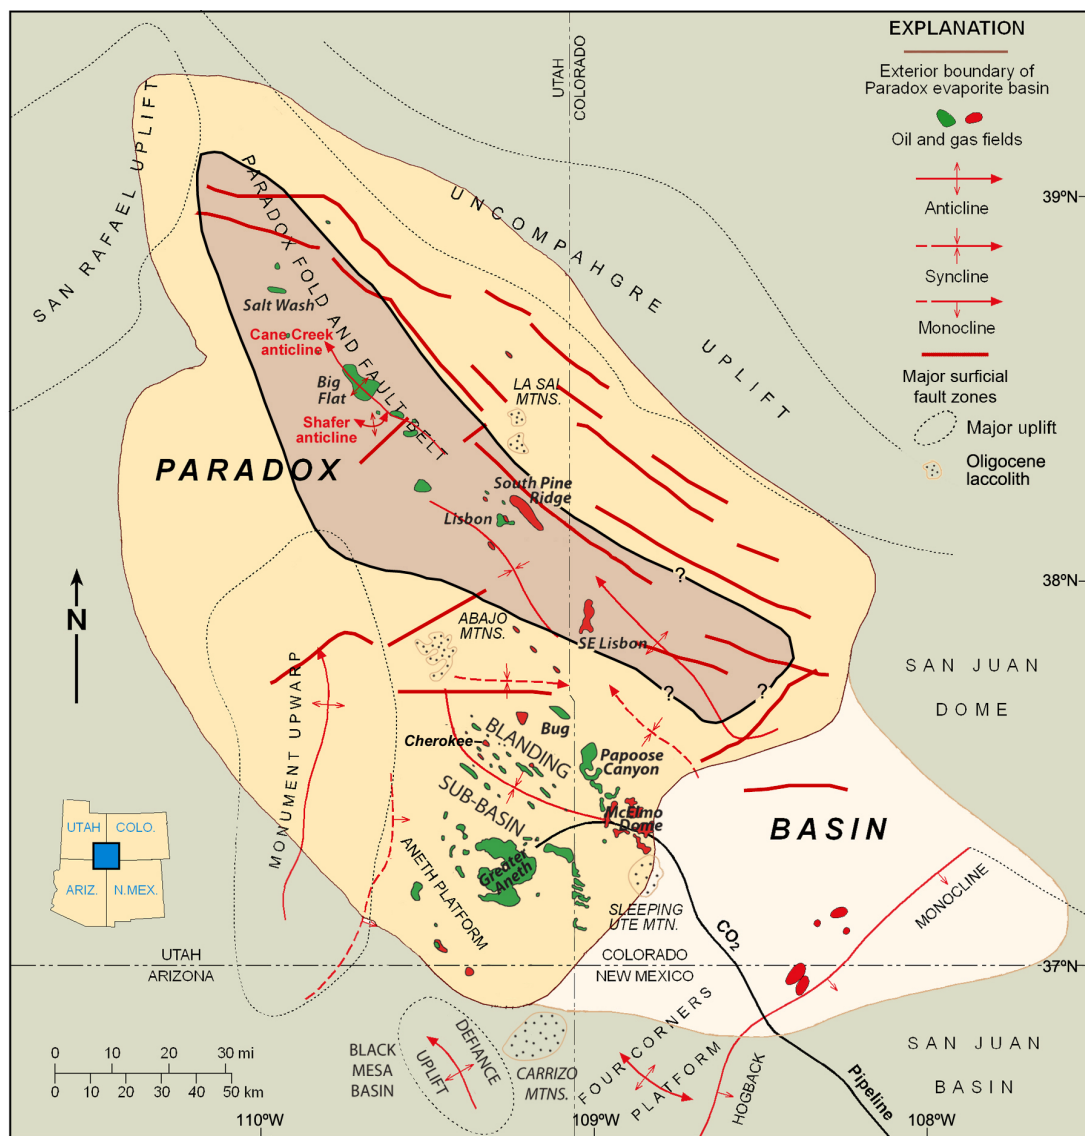 EXPLANATION
Exterior boundary of
Paradox evaporite basin
Oil and gas fields
Anticline
Syncline
Monocline
Major surficial
fault zones
Major uplift
Oligocene
laccolith
UTAH
COLORADO
SAN RAFAEL UPLIFT
PARADOX FOLD AND FAULT BELT
UNCOMPAHGRE UPLIFT
39ºN
Salt Wash
Cane Creek
anticline
Big
Flat
Shafer
anticline
LA SAL
MTNS.
PARADOX
South Pine
Ridge
Lisbon
?
38ºN
N
ABAJO
MTNS.
SE Lisbon
?
?
SAN JUAN
DOME
MONUMENT UPWARP
Bug
Cherokee
BLANDING
SUB-BASIN
Papoose
Canyon
McElmo
Dome
BASIN
UTAH
COLO.
ARIZ.
N.MEX.
Greater
Aneth
ANETH PLATFORM
SLEEPING
UTE MTN.
CO2
MONOCLINE
UTAH
ARIZONA
COLORADO
NEW MEXICO
37ºN
0 10 20 30 mi
0 10 20 30 40 50 km
BLACK
MESA
BASIN
DEFIANCE
UPLIFT
CARRIZO
MTNS.
FOUR CORNERS
PLATFORM
HOGBACK
Pipeline
SAN JUAN
BASIN
110ºW
109ºW
108ºW